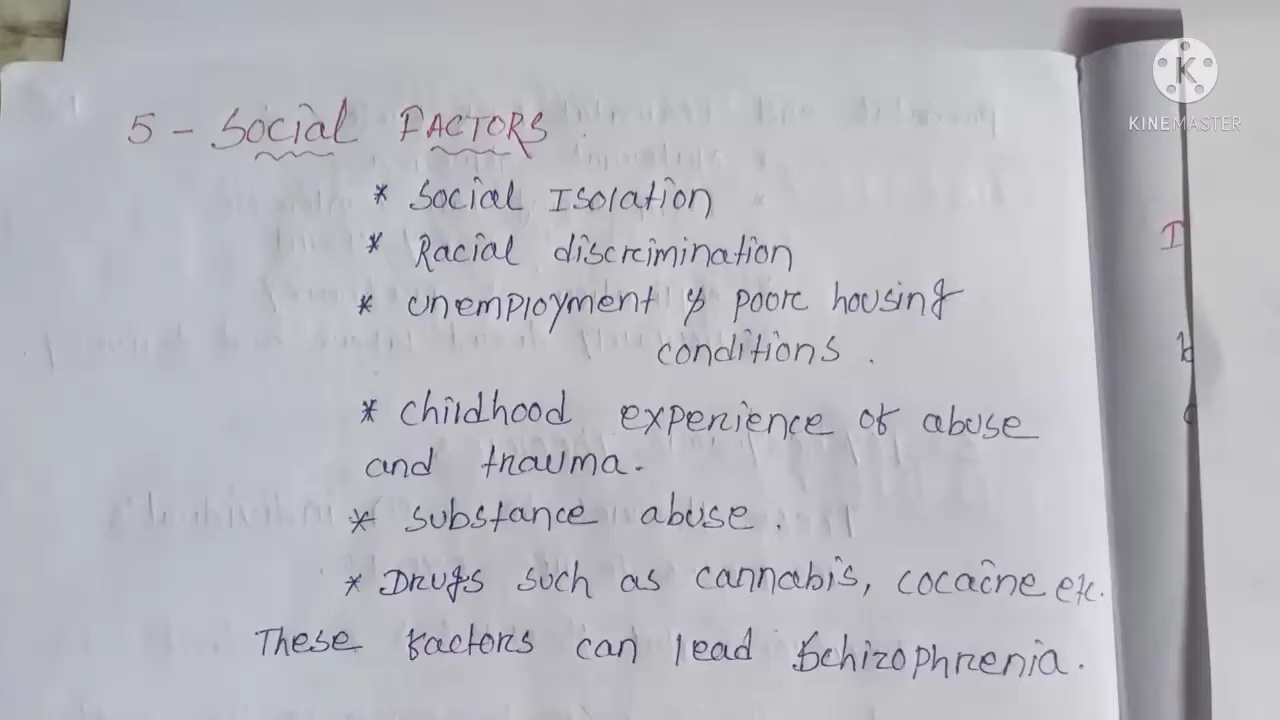 5 - Social FACTORS
* Social Isolation
* Racial discrimination
* Unemployment & poor housing
conditions.
* childhood experience of abuse
and trauma.
* substance abuse.
* Drugs such as cannabis, cocaine etc.
These factors can lead Schizophrenia.
K
KINEMASTER
I